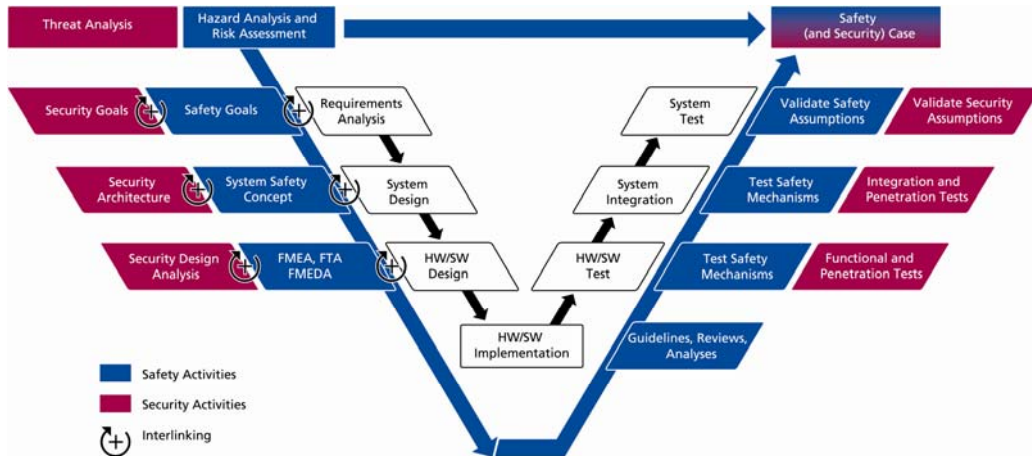 Threat Analysis
Hazard Analysis and
Risk Assessment
Safety
(and Security) Case
Security Goals
Safety Goals
Requirements
Analysis
System
Test
Validate Safety
Assumptions
Validate Security
Assumptions
Security
Architecture
System Safety
Concept
System
Design
System
Integration
Test Safety
Mechanisms
Integration and
Penetration Tests
Security Design
Analysis
FMEA, FTA
FMEDA
HW/SW
Design
HW/SW
Test
Test Safety
Mechanisms
Functional and
Penetration Tests
HW/SW
Implementation
Guidelines, Reviews,
Analyses
Safety Activities
Security Activities
Interlinking